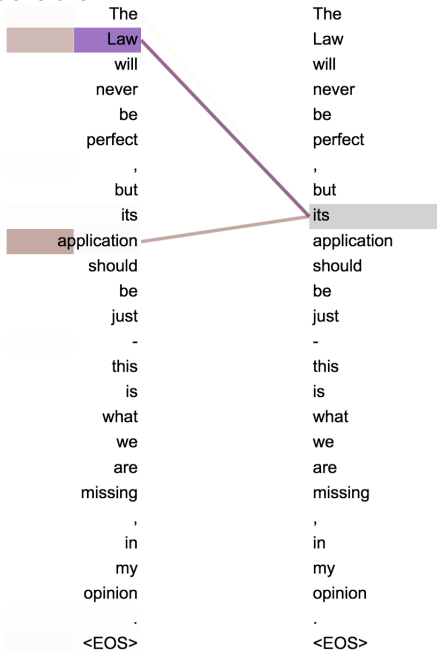 The The
Law Law
will will
never never
be be
perfect perfect
, ,
but but
its its
application application
should should
be be
just just
- -
this this
is is
what what
we we
are are
missing missing
, ,
in in
my my
opinion opinion
. .
<EOS> <EOS>